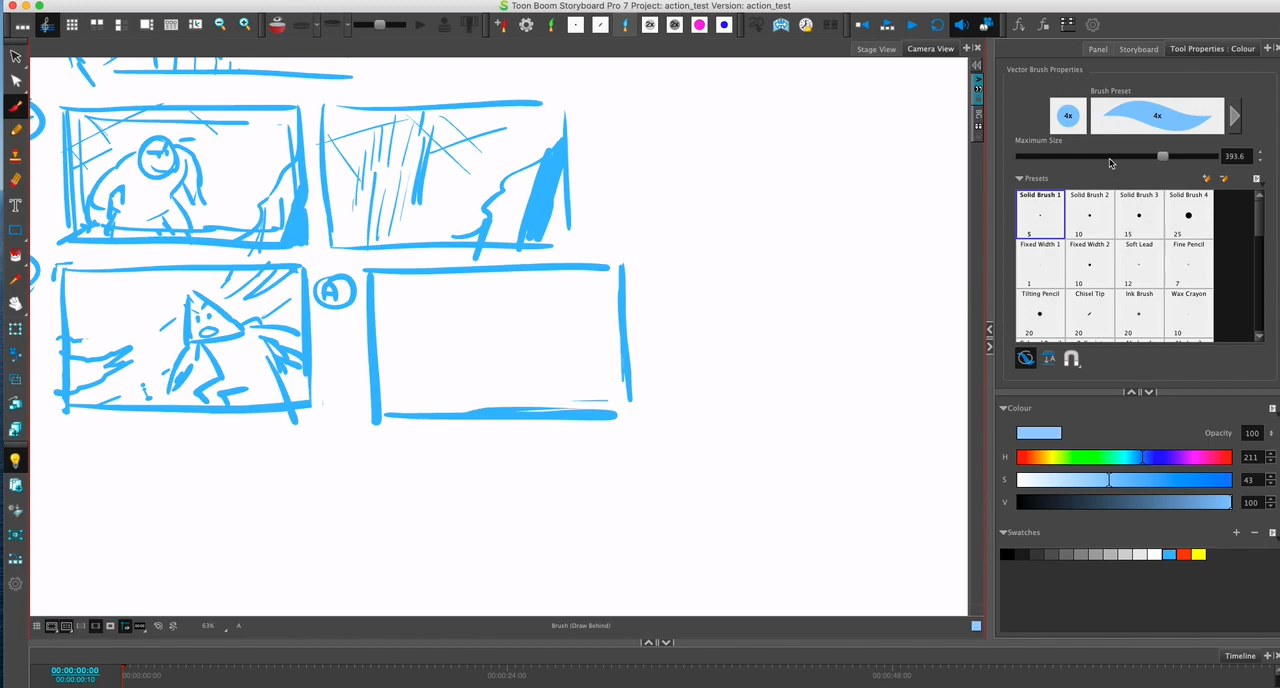 Toon Boom Storyboard Pro 7 Project: action_test Version: action_test
2x
2x
Stage View
Camera View
Panel
Storyboard
Tool Properties : Colour
Vector Brush Properties
Brush Preset
4x
4x
Maximum Size
393.6
Presets
Solid Brush 1
Solid Brush 2
Solid Brush 3
Solid Brush 4
5
10
15
25
Fixed Width 1
Fixed Width 2
Soft Lead
Fine Pencil
1
10
12
7
Tilting Pencil
Chisel Tip
Ink Brush
Wax Crayon
20
20
20
10
A
Colour
Opacity
100
H
211
S
43
V
100
Swatches
63%
A
Brush (Draw Behind)
Timeline
00:00:00:00
00:00:00:10
00:00:00:00
00:00:24:00
00:00:48:00